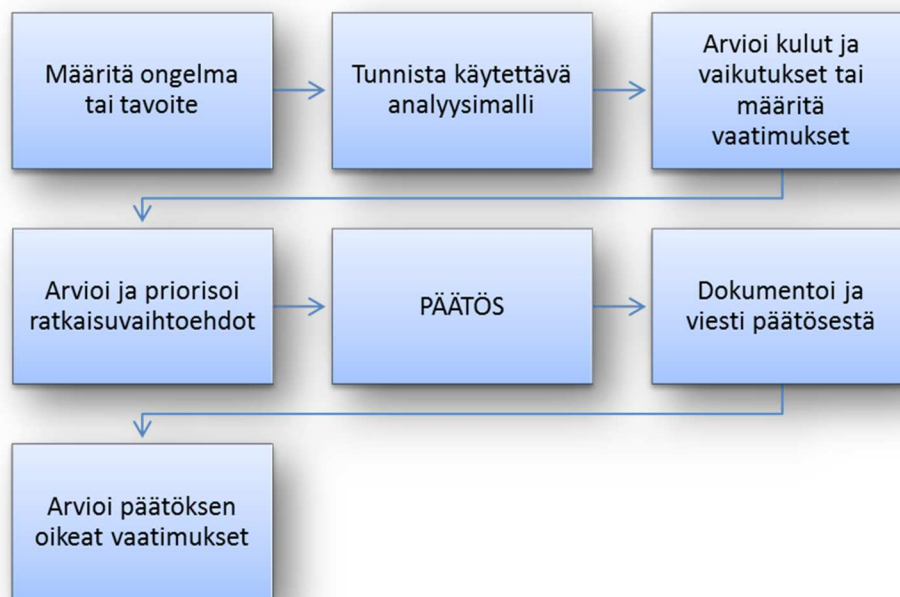 Määritä ongelma
tai tavoite
Tunnista käytettävä
analyysimalli
Arvioi kulut ja
vaikutukset tai
määritä
vaatimukset
Arvioi ja priorisoi
ratkaisuvaihtoehdot
PÄÄTÖS
Dokumentoi ja
viesti päätösestä
Arvioi päätöksen
oikeat vaatimukset